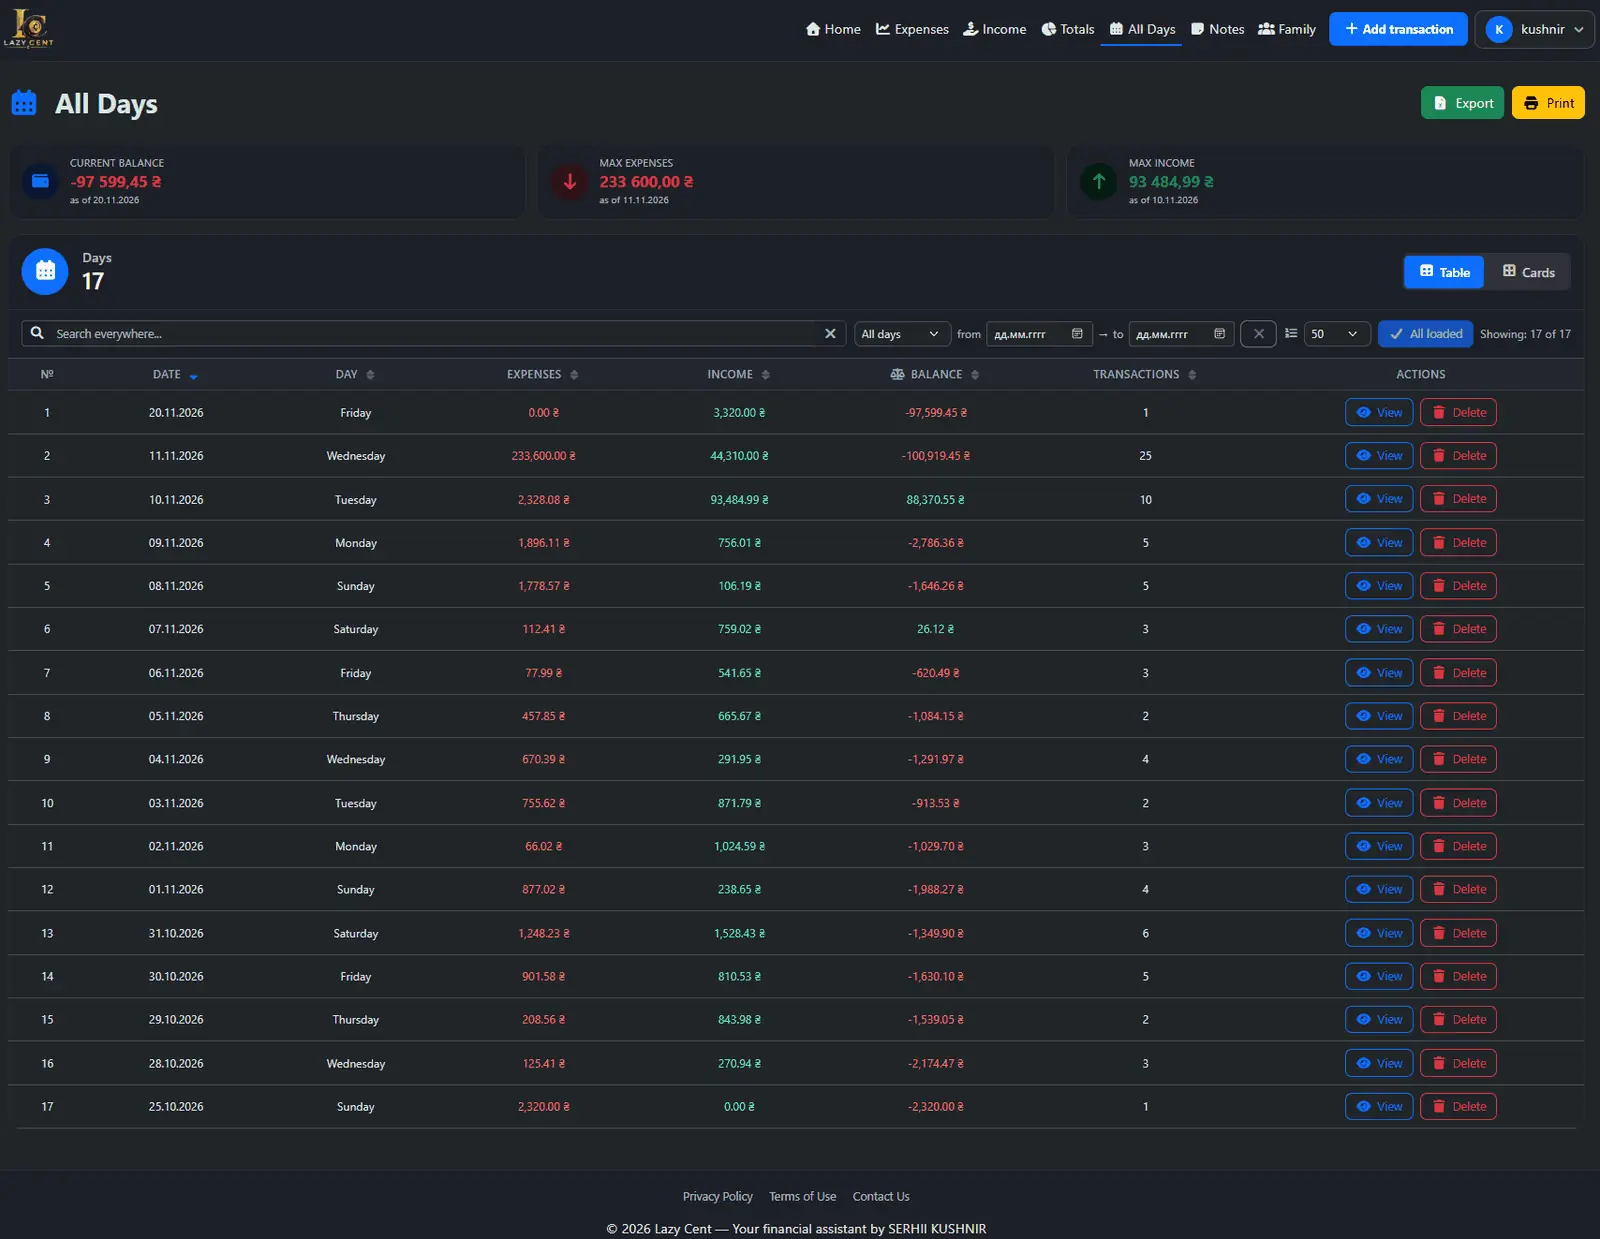 LAZY CENT
Home Expenses Income Totals All Days Notes Family + Add transaction K kushnir
All Days
Export Print
CURRENT BALANCE
-97 599,45 ₴
as of 20.11.2026
MAX EXPENSES
233 600,00 ₴
as of 11.11.2026
MAX INCOME
93 484,99 ₴
as of 10.11.2026
Days
17
Table Cards
Search everywhere... All days from дд.мм.гггг → to дд.мм.гггг 50 All loaded Showing: 17 of 17
№ DATE DAY EXPENSES INCOME BALANCE TRANSACTIONS ACTIONS
1 20.11.2026 Friday 0.00 ₴ 3,320.00 ₴ -97,599.45 ₴ 1 View Delete
2 11.11.2026 Wednesday 233,600.00 ₴ 44,310.00 ₴ -100,919.45 ₴ 25 View Delete
3 10.11.2026 Tuesday 2,328.08 ₴ 93,484.99 ₴ 88,370.55 ₴ 10 View Delete
4 09.11.2026 Monday 1,896.11 ₴ 756.01 ₴ -2,786.36 ₴ 5 View Delete
5 08.11.2026 Sunday 1,778.57 ₴ 106.19 ₴ -1,646.26 ₴ 5 View Delete
6 07.11.2026 Saturday 112.41 ₴ 759.02 ₴ 26.12 ₴ 3 View Delete
7 06.11.2026 Friday 77.99 ₴ 541.65 ₴ -620.49 ₴ 3 View Delete
8 05.11.2026 Thursday 457.85 ₴ 665.67 ₴ -1,084.15 ₴ 2 View Delete
9 04.11.2026 Wednesday 670.39 ₴ 291.95 ₴ -1,291.97 ₴ 4 View Delete
10 03.11.2026 Tuesday 755.62 ₴ 871.79 ₴ -913.53 ₴ 2 View Delete
11 02.11.2026 Monday 66.02 ₴ 1,024.59 ₴ -1,029.70 ₴ 3 View Delete
12 01.11.2026 Sunday 877.02 ₴ 238.65 ₴ -1,988.27 ₴ 4 View Delete
13 31.10.2026 Saturday 1,248.23 ₴ 1,528.43 ₴ -1,349.90 ₴ 6 View Delete
14 30.10.2026 Friday 901.58 ₴ 810.53 ₴ -1,630.10 ₴ 5 View Delete
15 29.10.2026 Thursday 208.56 ₴ 843.98 ₴ -1,539.05 ₴ 2 View Delete
16 28.10.2026 Wednesday 125.41 ₴ 270.94 ₴ -2,174.47 ₴ 3 View Delete
17 25.10.2026 Sunday 2,320.00 ₴ 0.00 ₴ -2,320.00 ₴ 1 View Delete
Privacy Policy Terms of Use Contact Us
© 2026 Lazy Cent — Your financial assistant by SERHII KUSHNIR